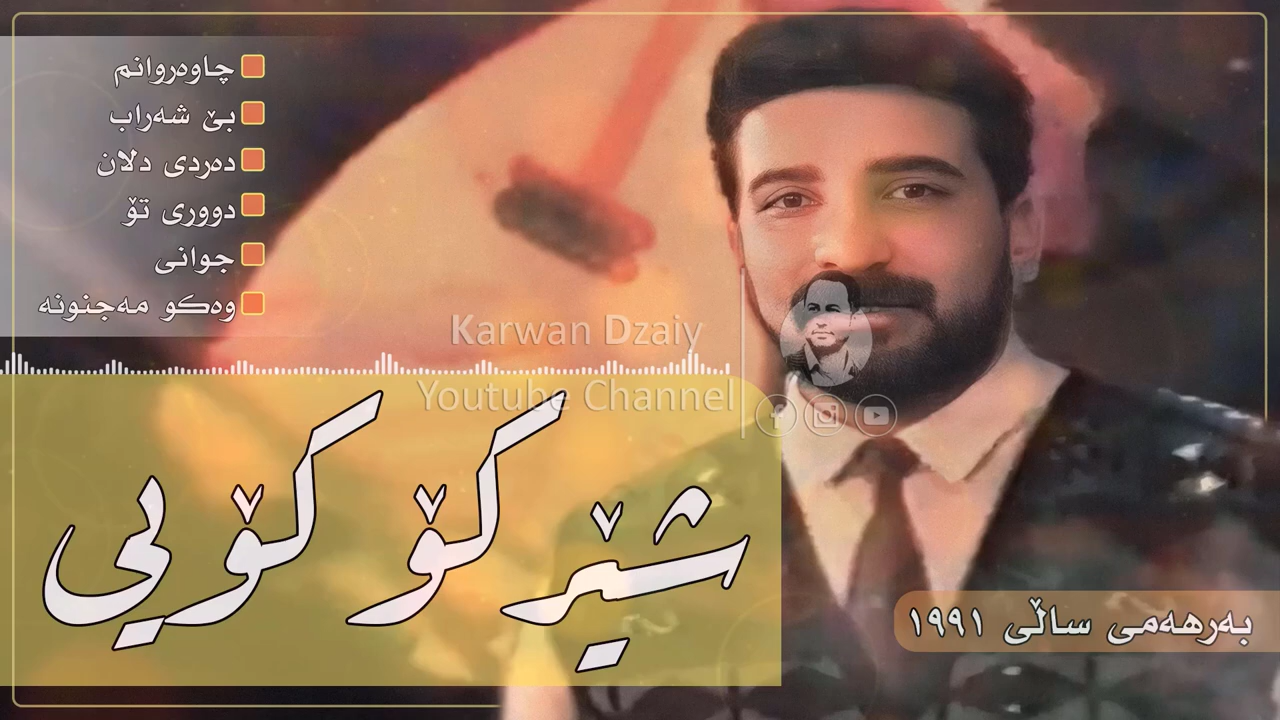 چاوەڕوانم
بێ شەراب
دەردی دلان
دووری تۆ
جوانی
وەکو مەجنونە
Karwan Dzaiy
Youtube Channel
شێرکۆ کۆیی
بەرهەمی ساڵی ١٩٩١